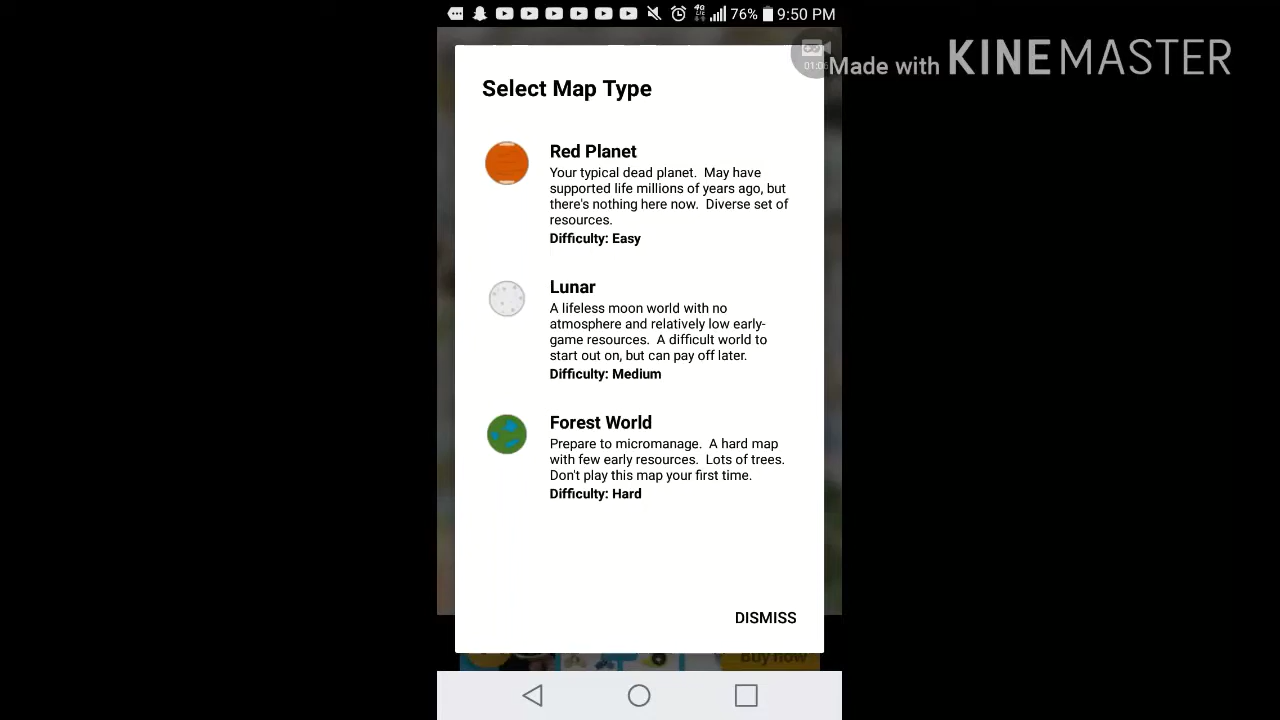 4G
LTE
76%
9:50 PM
Made with KINEMASTER
Select Map Type
Red Planet
Your typical dead planet.  May have
supported life millions of years ago, but
there's nothing here now.  Diverse set of
resources.
Difficulty: Easy
Lunar
A lifeless moon world with no
atmosphere and relatively low early-
game resources.  A difficult world to
start out on, but can pay off later.
Difficulty: Medium
Forest World
Prepare to micromanage.  A hard map
with few early resources.  Lots of trees.
Don't play this map your first time.
Difficulty: Hard
DISMISS
Buy now